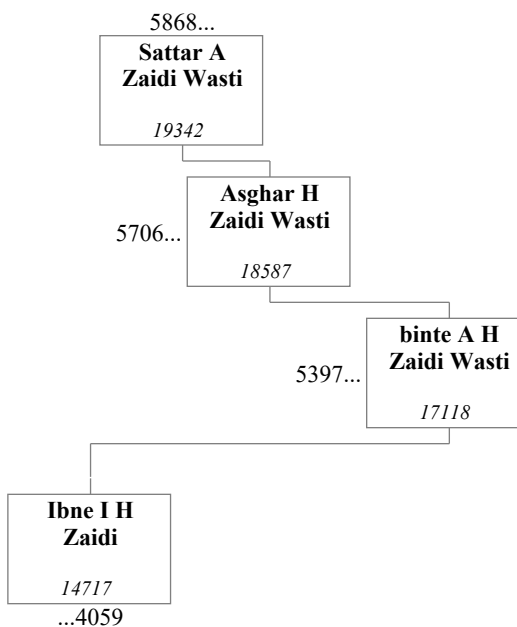 5868...
Sattar A
Zaidi Wasti
19342
Asghar H
Zaidi Wasti
5706...
18587
binte A H
Zaidi Wasti
5397...
17118
Ibne I H
Zaidi
14717
...4059